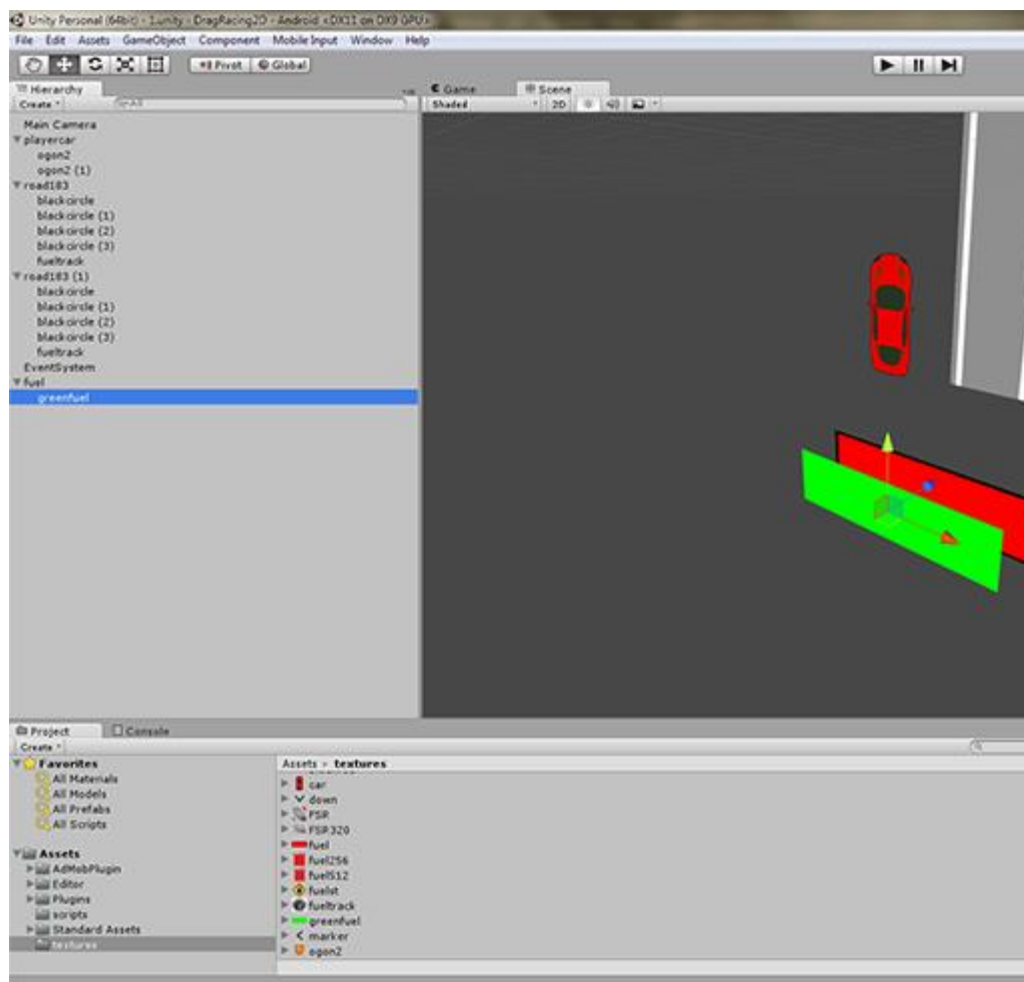 Unity Personal (64bit) - 1.unity - DragRacing2D - Android <DX11 on DX9 GPU>
File Edit Assets GameObject Component Mobile Input Window Help
Pivot Global
Hierarchy
Create All
Main Camera
playercar
ogon2
ogon2 (1)
road183
blackcircle
blackcircle (1)
blackcircle (2)
blackcircle (3)
fueltrack
road183 (1)
blackcircle
blackcircle (1)
blackcircle (2)
blackcircle (3)
fueltrack
EventSystem
fuel
greenfuel
Game Scene
Shaded 2D
Project Console
Create
Favorites
All Materials
All Models
All Prefabs
All Scripts
Assets
AdMobPlugin
Editor
Plugins
scripts
Standard Assets
textures
Assets textures
car
down
FSR
FSR320
fuel
fuel256
fuel512
fuelst
fueltrack
greenfuel
marker
ogon2